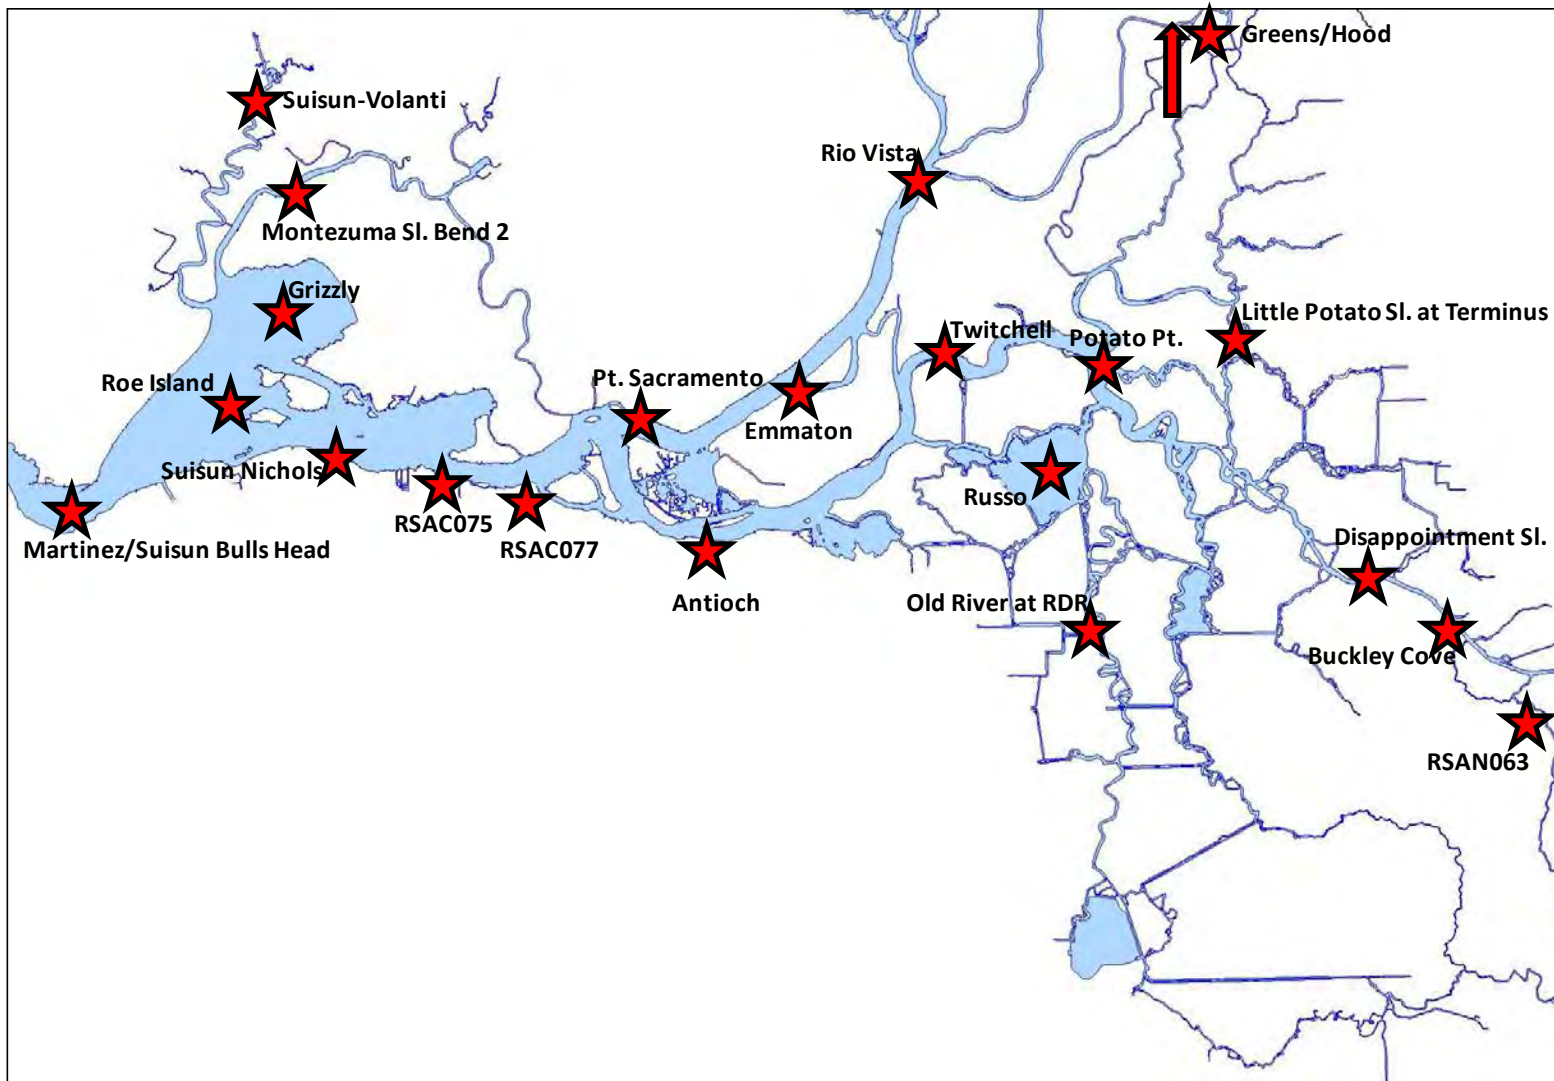 Greens/Hood
Suisun-Volanti
Rio Vista
Montezuma Sl. Bend 2
Grizzly
Little Potato Sl. at Terminus
Twitchell
Potato Pt.
Roe Island
Pt. Sacramento
Emmaton
Suisun Nichols
Russo
RSAC075
Martinez/Suisun Bulls Head
RSAC077
Disappointment Sl.
Antioch
Old River at RDR
Buckley Cove
RSAN063